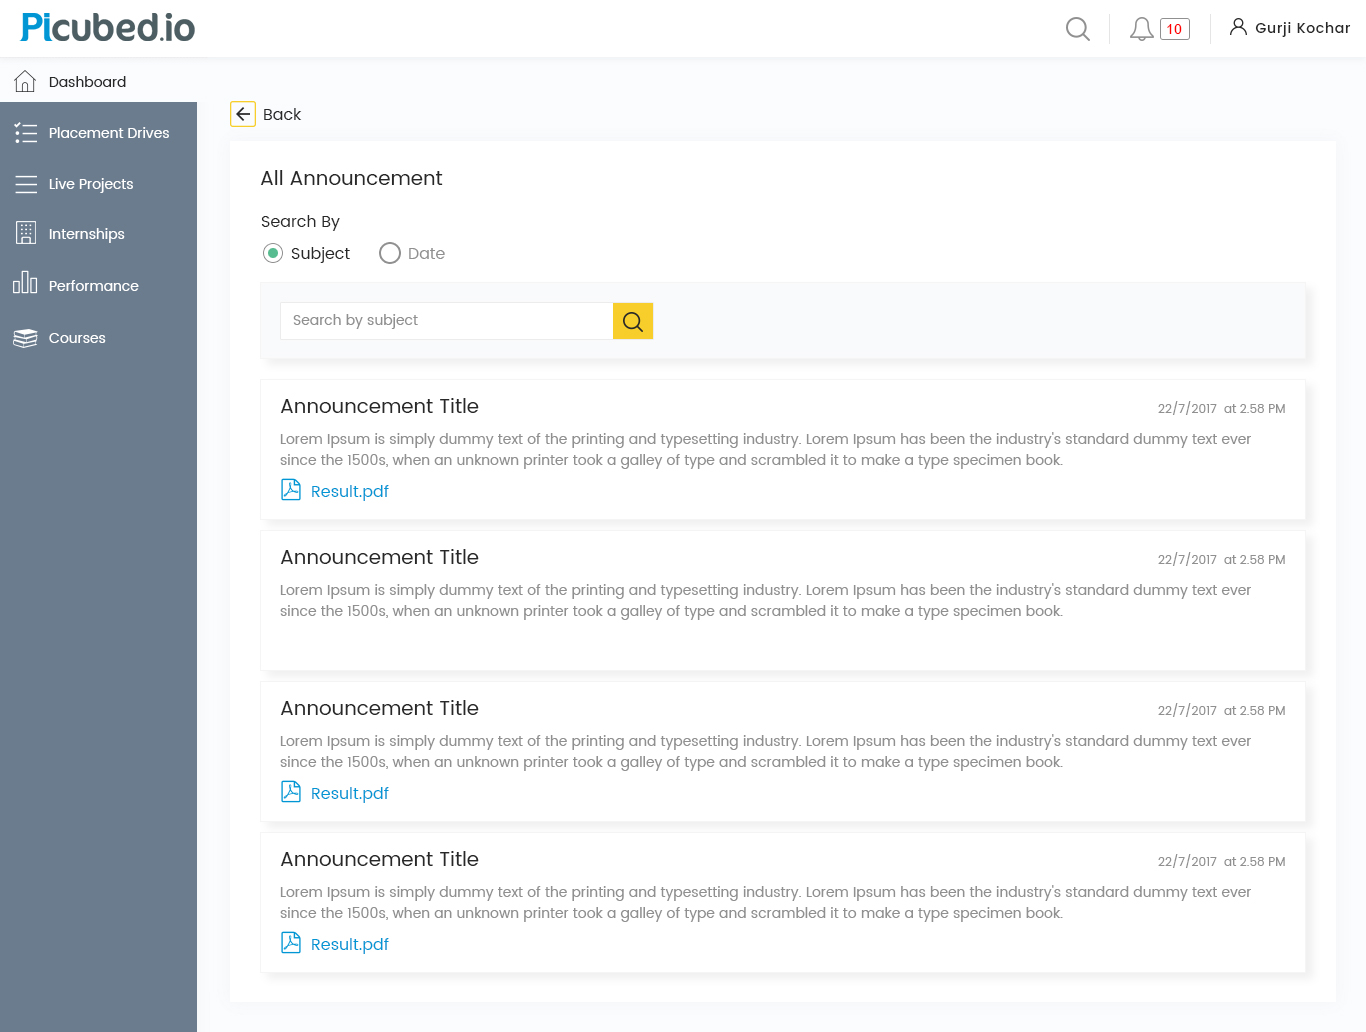 Picubed.io
10
Gurji Kochar
Dashboard
Placement Drives
Live Projects
Internships
Performance
Courses
Back
All Announcement
Search By
Subject
Date
Search by subject
Announcement Title
22/7/2017 at 2.58 PM
Lorem Ipsum is simply dummy text of the printing and typesetting industry. Lorem Ipsum has been the industry's standard dummy text ever
since the 1500s, when an unknown printer took a galley of type and scrambled it to make a type specimen book.
Result.pdf
Announcement Title
22/7/2017 at 2.58 PM
Lorem Ipsum is simply dummy text of the printing and typesetting industry. Lorem Ipsum has been the industry's standard dummy text ever
since the 1500s, when an unknown printer took a galley of type and scrambled it to make a type specimen book.
Announcement Title
22/7/2017 at 2.58 PM
Lorem Ipsum is simply dummy text of the printing and typesetting industry. Lorem Ipsum has been the industry's standard dummy text ever
since the 1500s, when an unknown printer took a galley of type and scrambled it to make a type specimen book.
Result.pdf
Announcement Title
22/7/2017 at 2.58 PM
Lorem Ipsum is simply dummy text of the printing and typesetting industry. Lorem Ipsum has been the industry's standard dummy text ever
since the 1500s, when an unknown printer took a galley of type and scrambled it to make a type specimen book.
Result.pdf